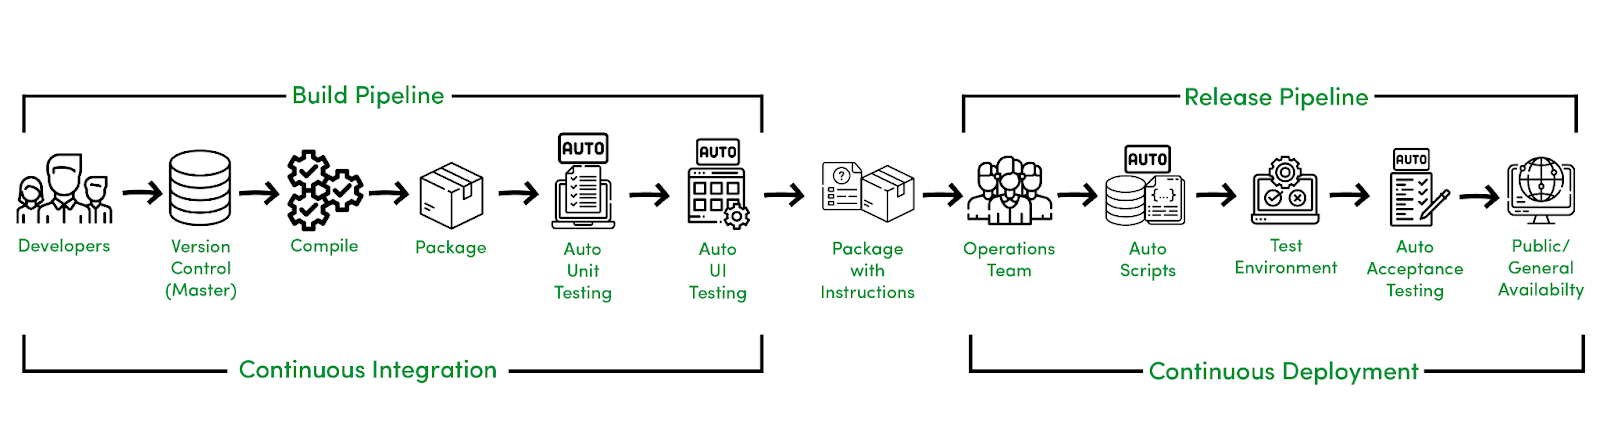 Build Pipeline
Release Pipeline
AUTO
AUTO
AUTO
AUTO
?
{...}
Developers
Version
Control
(Master)
Compile
Package
Auto
Unit
Testing
Auto
UI
Testing
Package
with
Instructions
Operations
Team
Auto
Scripts
Test
Environment
Auto
Acceptance
Testing
Public/
General
Availabilty
Continuous Integration
Continuous Deployment